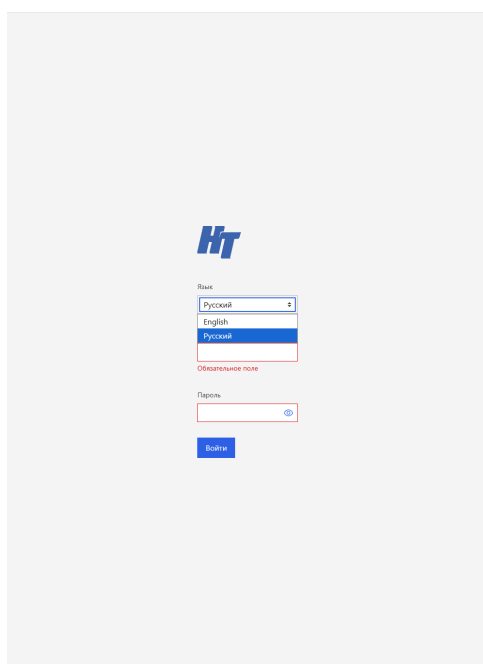 HT
Язык
Русский
English
Русский
Обязательное поле
Пароль
Войти